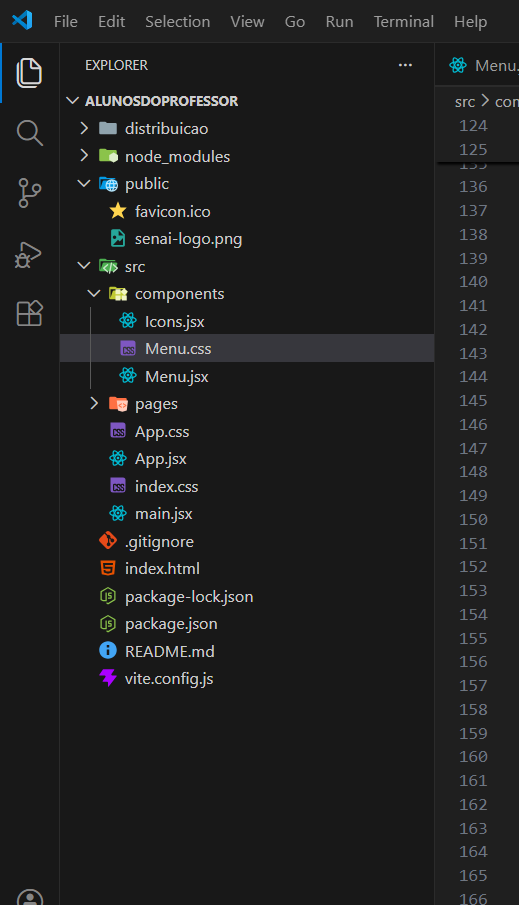 File Edit Selection View Go Run Terminal Help
EXPLORER
ALUNOSDOPROFESSOR
distribuicao
node_modules
public
favicon.ico
senai-logo.png
src
components
Icons.jsx
Menu.css
Menu.jsx
pages
App.css
App.jsx
index.css
main.jsx
.gitignore
index.html
package-lock.json
package.json
README.md
vite.config.js
Menu.
src > com
124
125
135
136
137
138
139
140
141
142
143
144
145
146
147
148
149
150
151
152
153
154
155
156
157
158
159
160
161
162
163
164
165
166